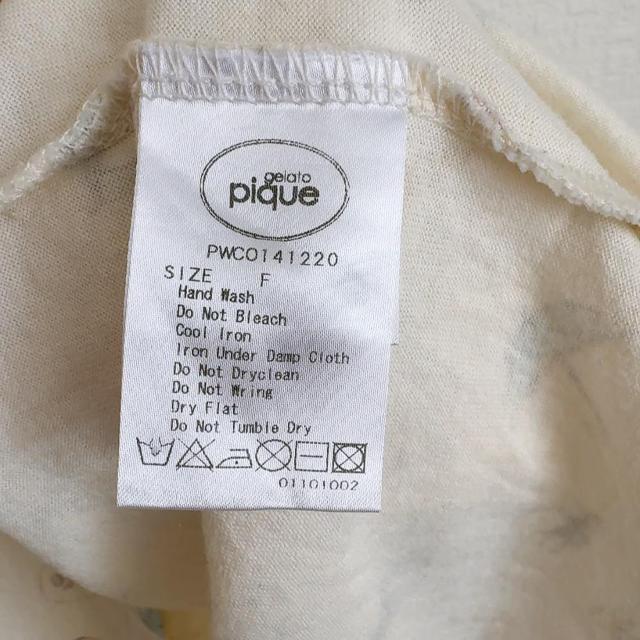 gelato
pique
PWCO141220
SIZE F
Hand Wash
Do Not Bleach
Cool Iron
Iron Under Damp Cloth
Do Not Dryclean
Do Not Wring
Dry Flat
Do Not Tumble Dry
01101002